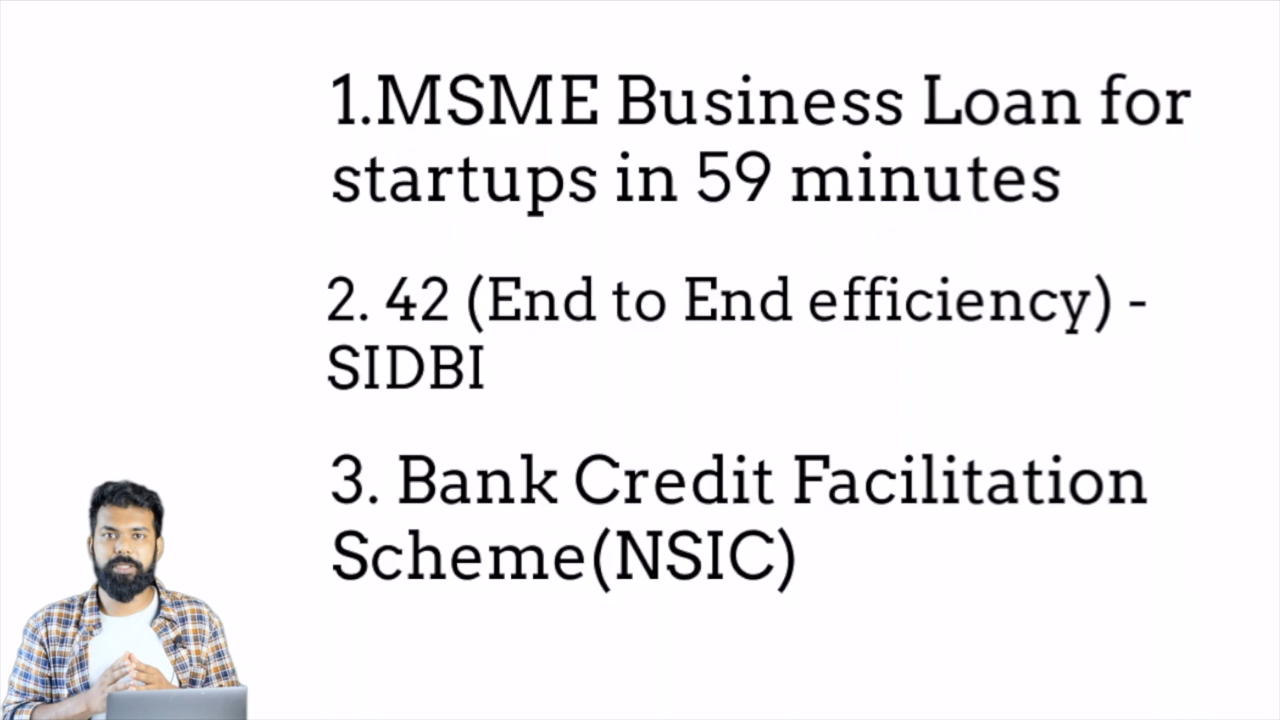 1.MSME Business Loan for
startups in 59 minutes
2. 42 (End to End efficiency) -
SIDBI
3. Bank Credit Facilitation
Scheme(NSIC)